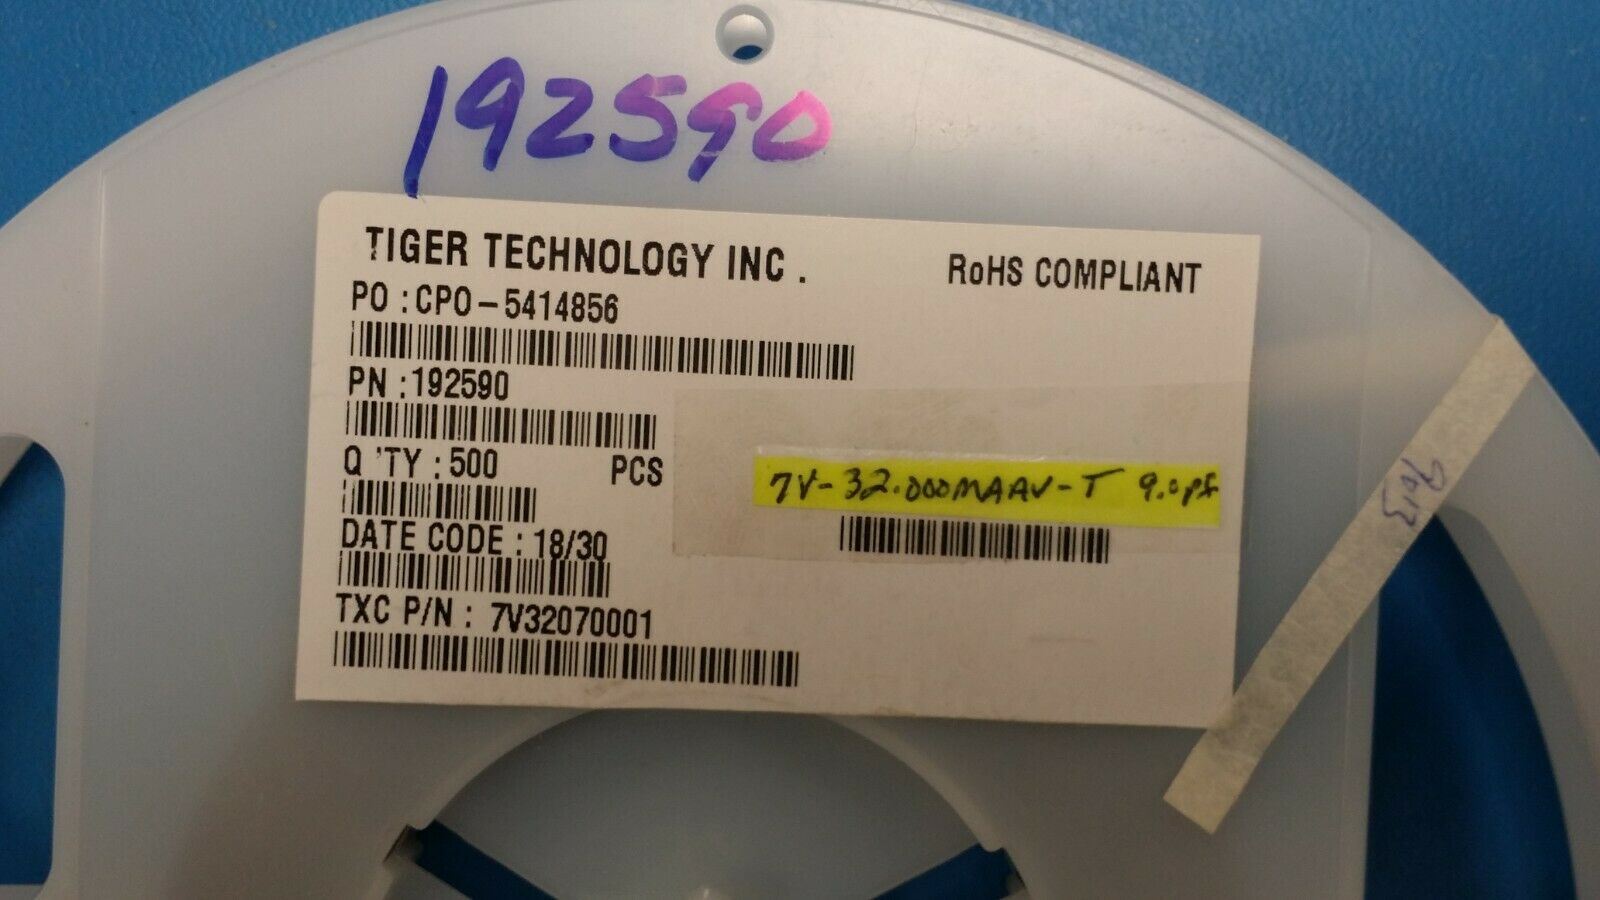 192590
TIGER TECHNOLOGY INC .
RoHS COMPLIANT
PO : CPO-5414856
PN : 192590
Q 'TY : 500 PCS
7V-32.000MAAV-T 9.0pf
DATE CODE : 18/30
TXC P/N : 7V32070001